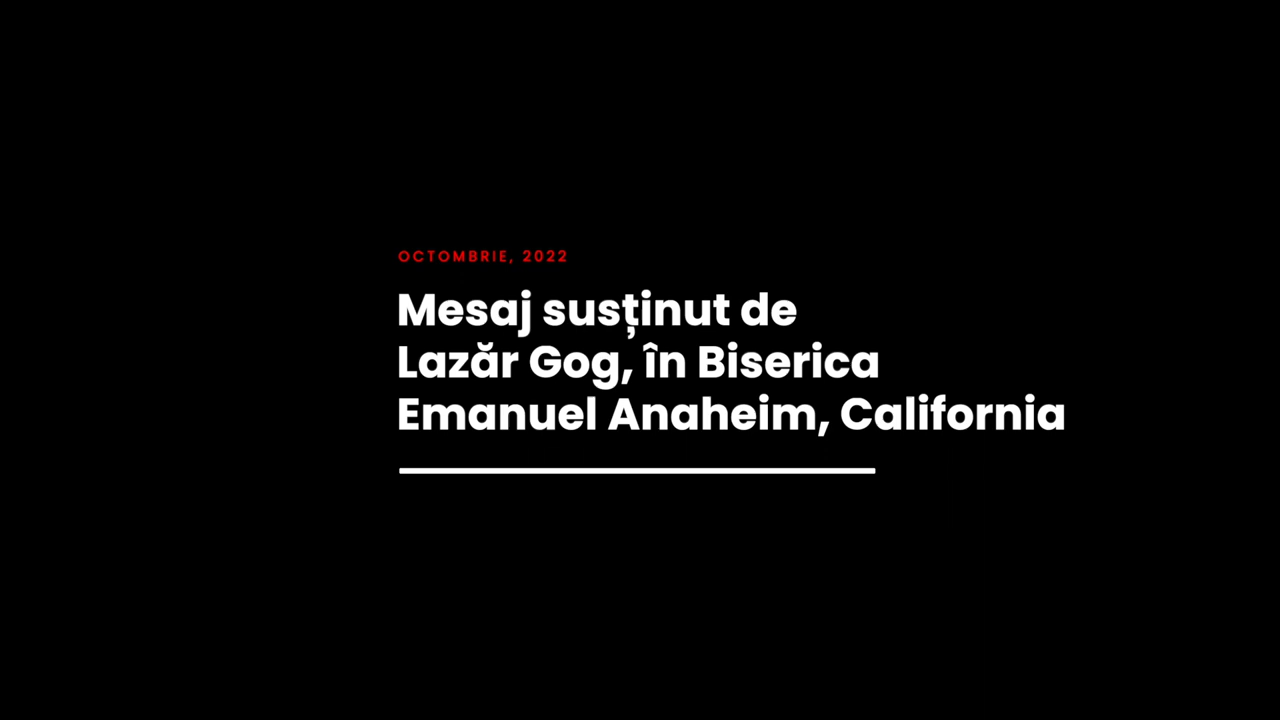 OCTOMBRIE, 2022
Mesaj susținut de
Lazăr Gog, în Biserica
Emanuel Anaheim, California